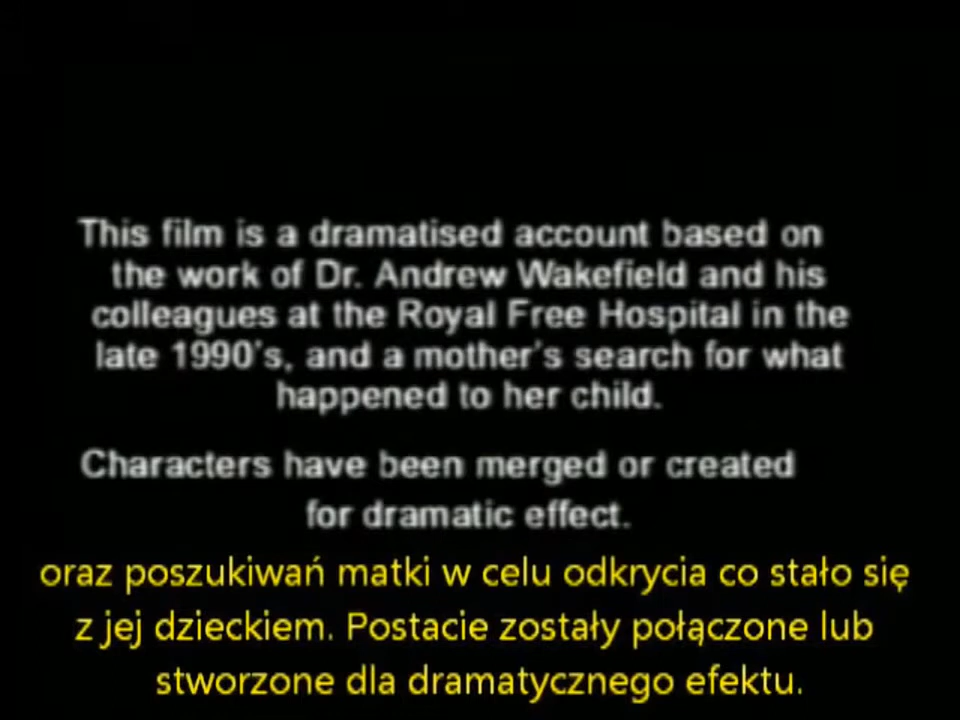 This film is a dramatised account based on
the work of Dr. Andrew Wakefield and his
colleagues at the Royal Free Hospital in the
late 1990's, and a mother's search for what
happened to her child.
Characters have been merged or created
for dramatic effect.
oraz poszukiwań matki w celu odkrycia co stało się
z jej dzieckiem. Postacie zostały połączone lub
stworzone dla dramatycznego efektu.